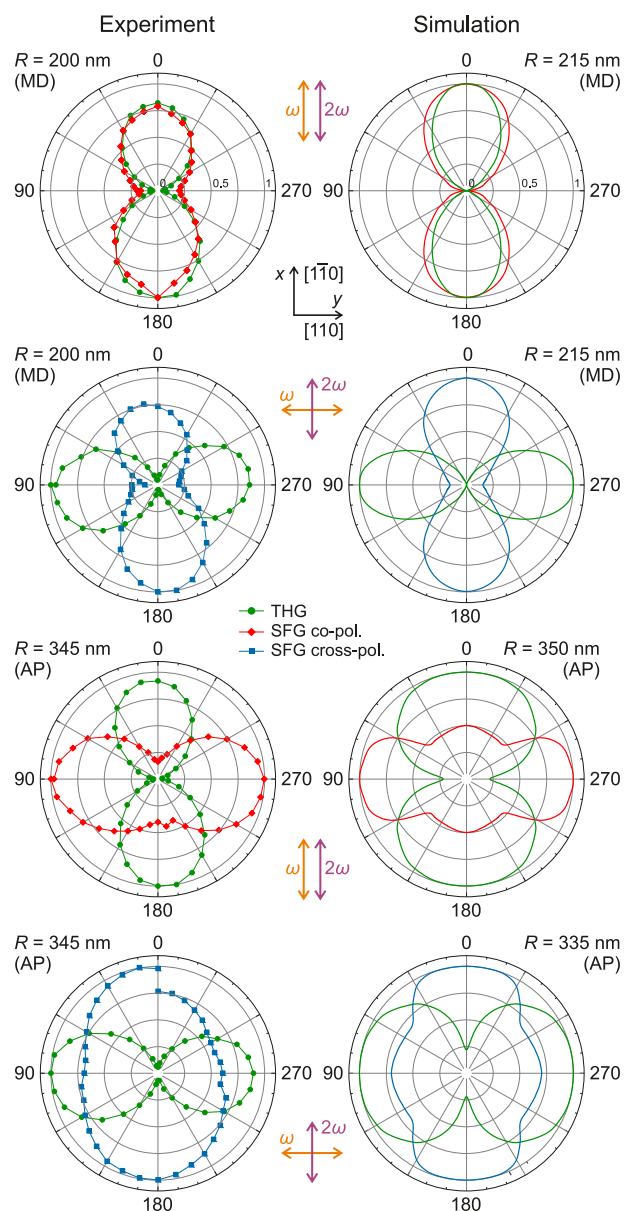 Experiment Simulation
R = 200 nm
(MD)
0
ω 2ω
0
R = 215 nm
(MD)
90
0 0.5 1
270
90
0 0.5 1
270
180
x [11̅0]
y
[110]
180
R = 200 nm
(MD)
0
ω 2ω
0
R = 215 nm
(MD)
90
270
90
270
180
180
THG
SFG co-pol.
SFG cross-pol.
R = 345 nm
(AP)
0
0
R = 350 nm
(AP)
90
270
90
270
180
ω 2ω
180
R = 345 nm
(AP)
0
0
R = 335 nm
(AP)
90
270
90
270
180
ω 2ω
180